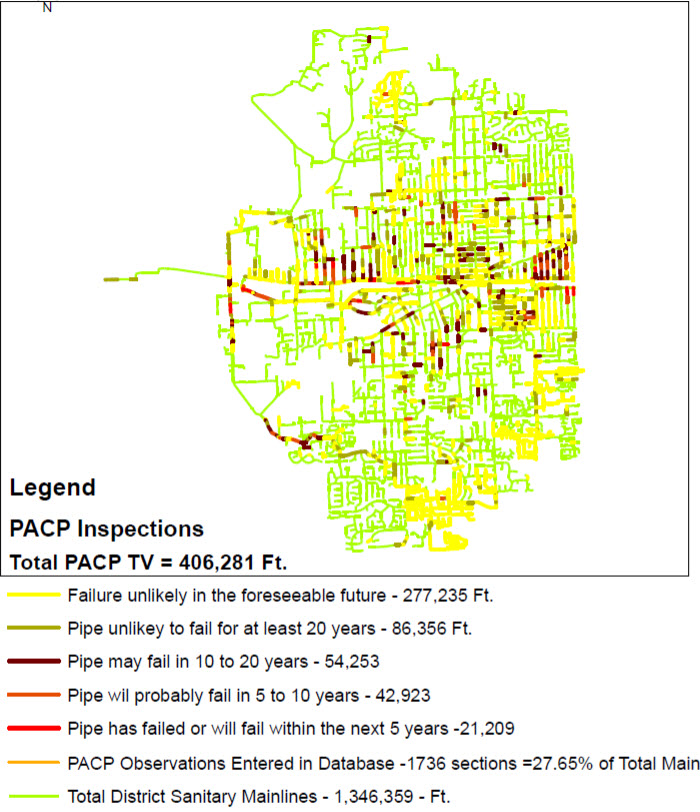 N
Legend
PACP Inspections
Total PACP TV = 406,281 Ft.
Failure unlikely in the foreseeable future - 277,235 Ft.
Pipe unlikey to fail for at least 20 years - 86,356 Ft.
Pipe may fail in 10 to 20 years - 54,253
Pipe wil probably fail in 5 to 10 years - 42,923
Pipe has failed or will fail within the next 5 years -21,209
PACP Observations Entered in Database -1736 sections =27.65% of Total Main
Total District Sanitary Mainlines - 1,346,359 - Ft.